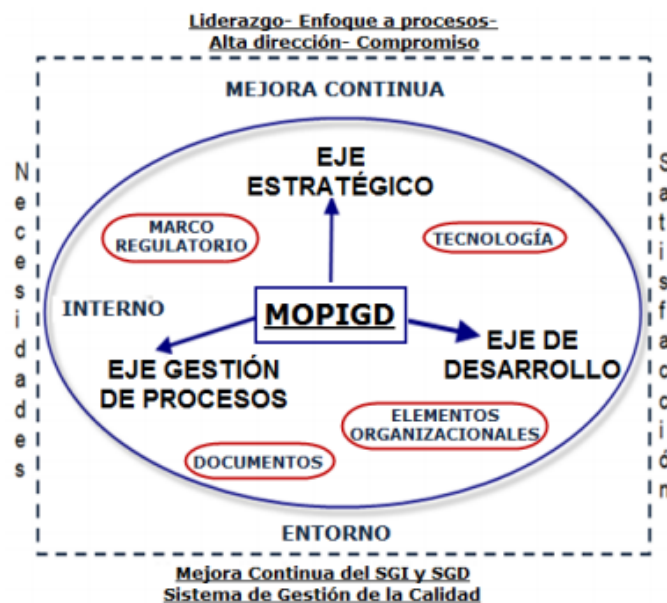 Liderazgo- Enfoque a procesos-
Alta dirección- Compromiso
MEJORA CONTINUA
Necesidades
Satisfacción
EJE
ESTRATÉGICO
MARCO
REGULATORIO
TECNOLOGÍA
INTERNO
MOPIGD
EJE GESTIÓN
DE PROCESOS
EJE DE
DESARROLLO
ELEMENTOS
ORGANIZACIONALES
DOCUMENTOS
ENTORNO
Mejora Continua del SGI y SGD
Sistema de Gestión de la Calidad